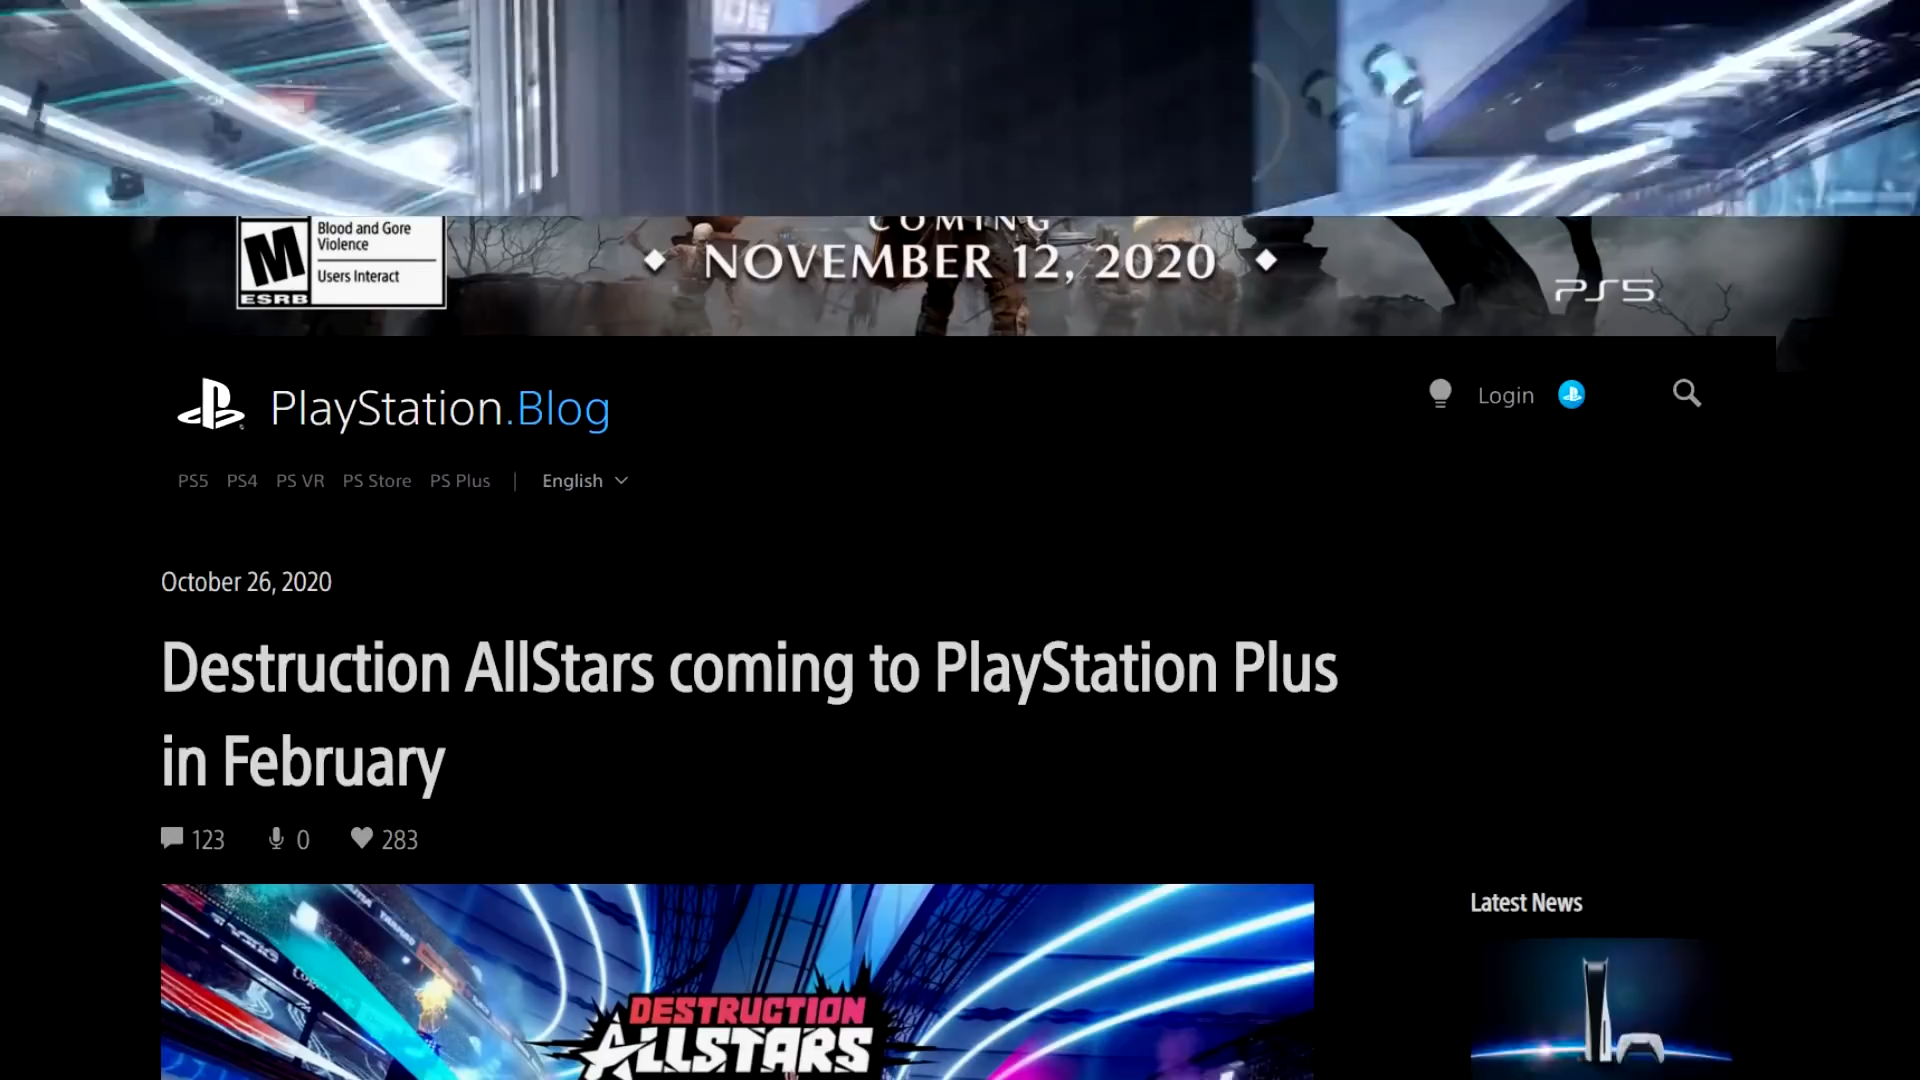 Blood and Gore
Violence
Users Interact
M
ESRB
COMING
NOVEMBER 12, 2020
PS5
PlayStation.Blog
Login
PS5 PS4 PS VR PS Store PS Plus | English
October 26, 2020
Destruction AllStars coming to PlayStation Plus
in February
123 0 283
Latest News
DESTRUCTION
ALLSTARS